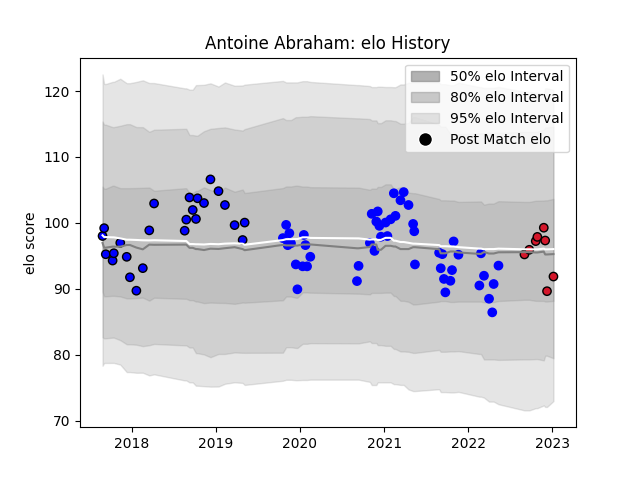 Antoine Abraham: elo History
50% elo Interval
80% elo Interval
95% elo Interval
Post Match elo
elo score
120
110
100
90
80
70
2018 2019 2020 2021 2022 2023